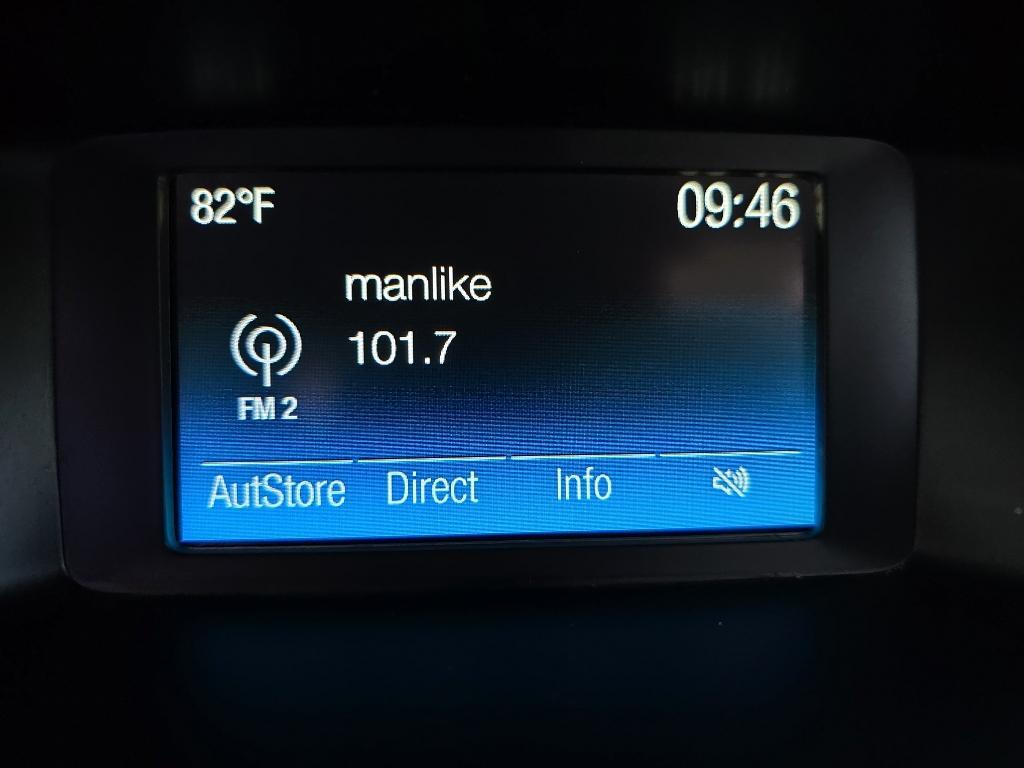 82°F 09:46
manlike
101.7
FM 2
AutStore Direct Info